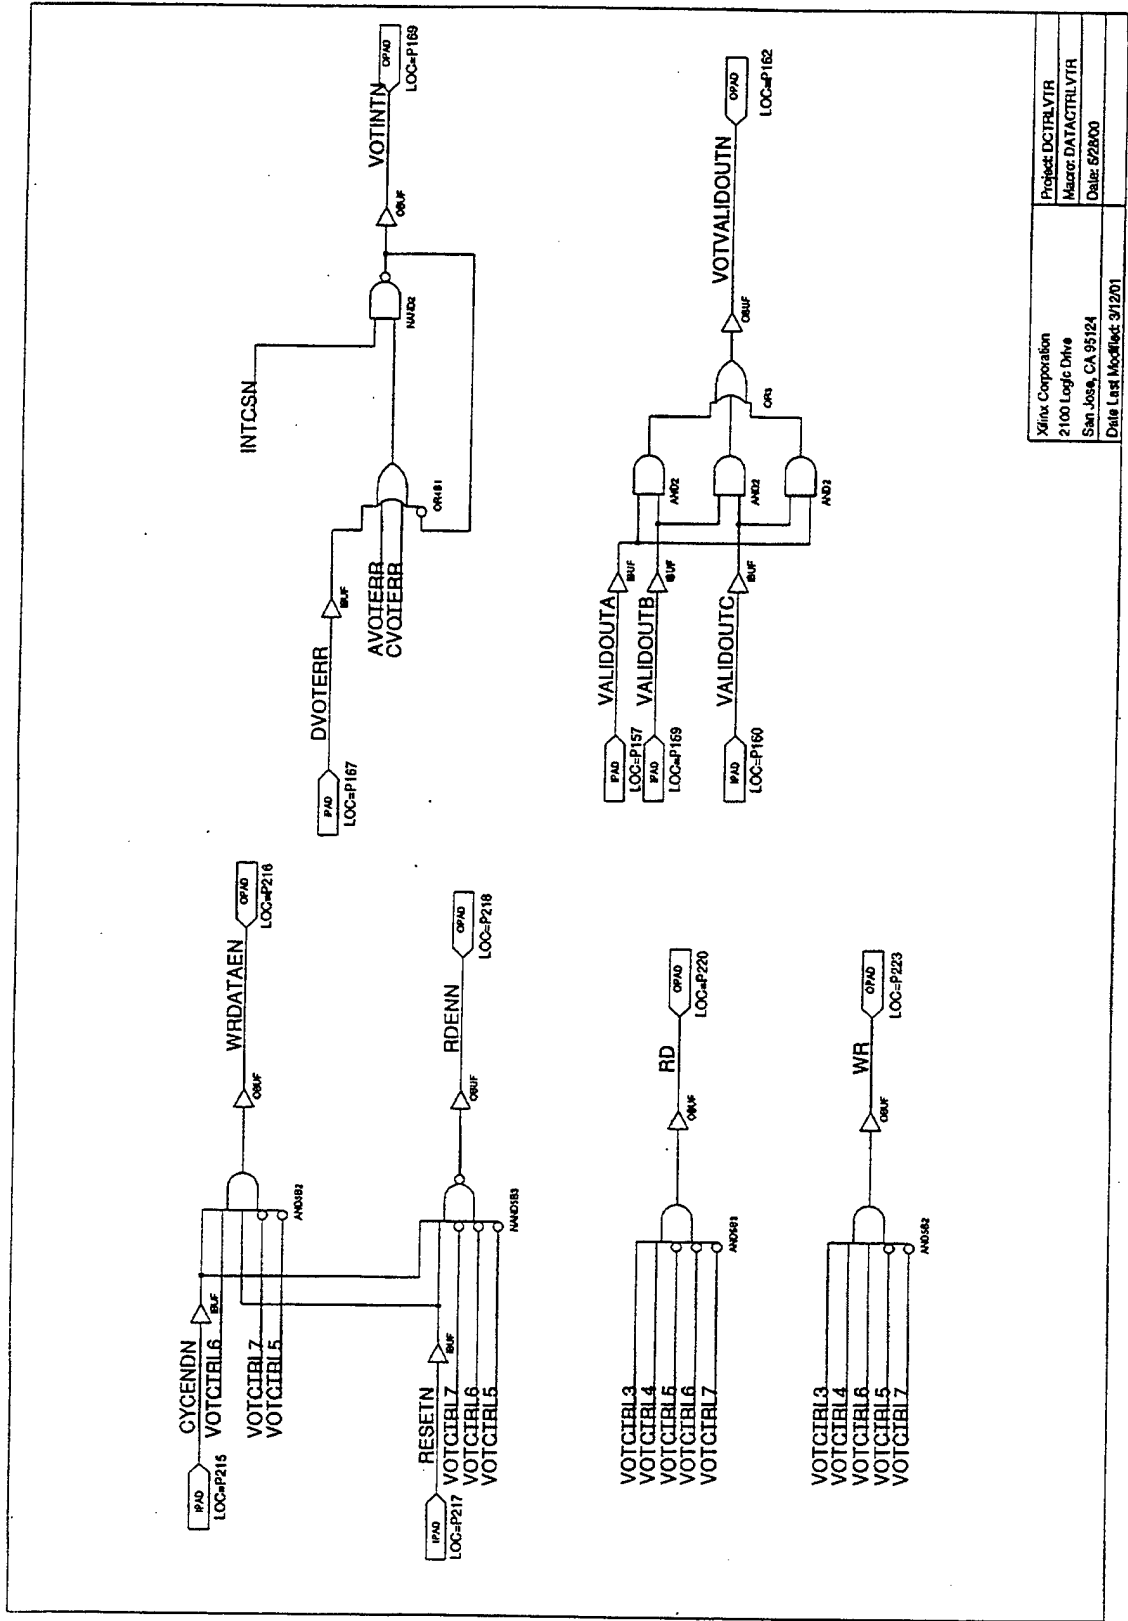 CYCENDN
IPAD
LOC=P215
IBUF
VOTCTRL6
VOTCTRL7
VOTCTRL5
AND5B2
OBUF
WRDATAEN
OPAD
LOC=P216
RESETN
IPAD
LOC=P217
IBUF
VOTCTRL7
VOTCTRL6
VOTCTRL5
NAND5B3
OBUF
RDENN
OPAD
LOC=P218
VOTCTRL3
VOTCTRL4
VOTCTRL5
VOTCTRL6
VOTCTRL7
AND5B3
OBUF
RD
OPAD
LOC=P220
VOTCTRL3
VOTCTRL4
VOTCTRL6
VOTCTRL5
VOTCTRL7
AND5B2
OBUF
WR
OPAD
LOC=P223
INTCSN
DVOTERR
IPAD
LOC=P167
IBUF
AVOTERR
CVOTERR
OR4B1
NAND2
OBUF
VOTINTN
OPAD
LOC=P169
VALIDOUTA
IPAD
LOC=P157
IBUF
VALIDOUTB
IPAD
IBUF
VALIDOUTC
IPAD
LOC=P160
IBUF
AND2
AND2
AND2
OR3
OBUF
VOTVALIDOUTN
OPAD
LOC=P162
Xilinx Corporation
2100 Logic Drive
San Jose, CA 95124
Date Last Modified: 3/12/01
Project: DCTRLVTR
Macro: DATACTRLVTR
Date: 5/28/00